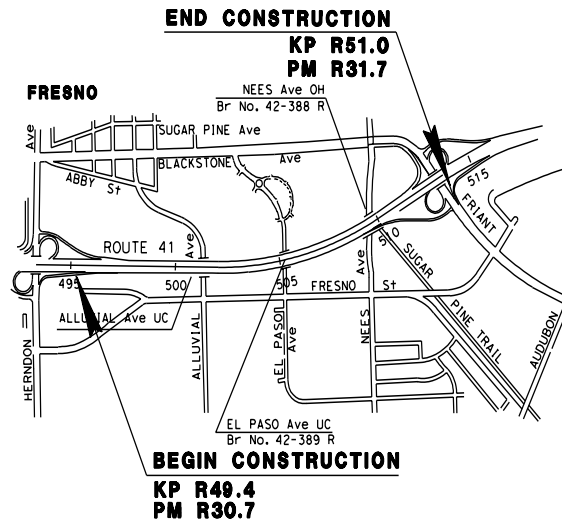 END CONSTRUCTION
KP R51.0
PM R31.7
FRESNO
NEES Ave OH
Br No. 42-388 R
Ave
SUGAR PINE Ave
BLACKSTONE Ave
ABBY St
515
FRIANT
ROUTE 41
Ave
510
495
500
505
FRESNO St
SUGAR PINE TRAIL
ALLUVIAL Ave UC
HERNDON
ALLUVIAL
EL PASO Ave
NEES
AUDUBON
EL PASO Ave UC
Br No. 42-389 R
BEGIN CONSTRUCTION
KP R49.4
PM R30.7